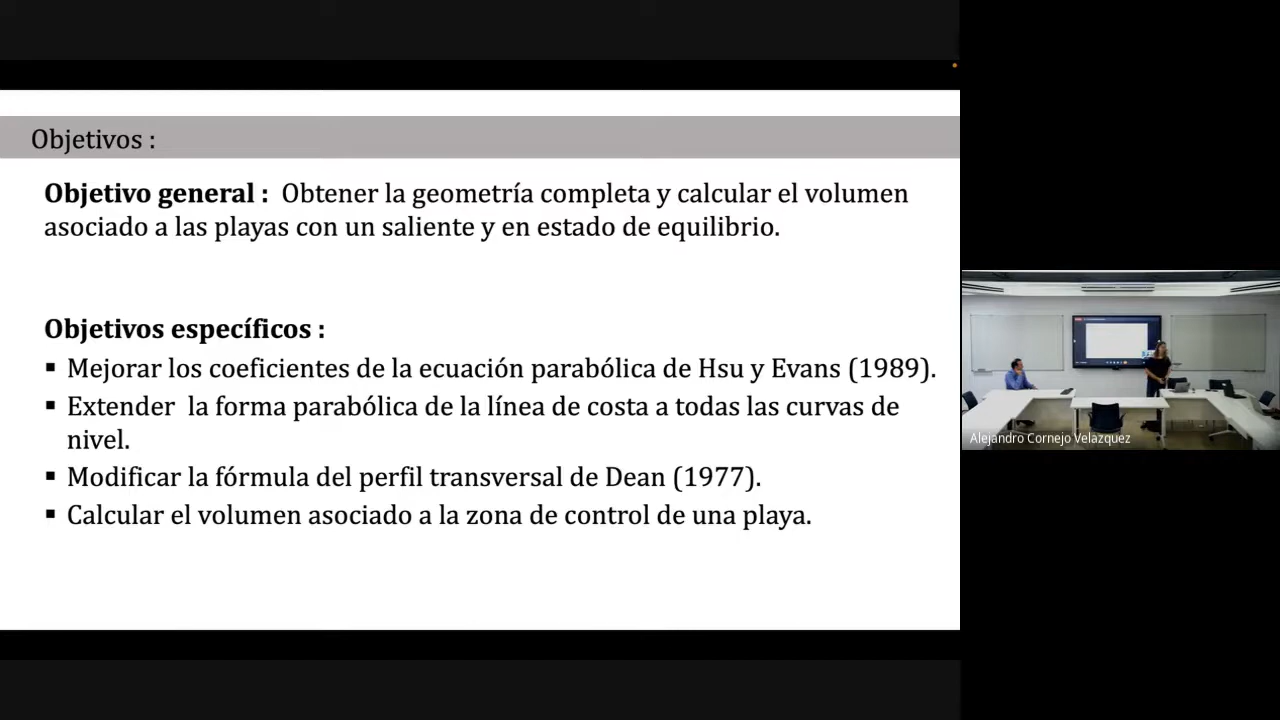 Objetivos :
Objetivo general :  Obtener la geometría completa y calcular el volumen
asociado a las playas con un saliente y en estado de equilibrio.
Objetivos específicos :
▪ Mejorar los coeficientes de la ecuación parabólica de Hsu y Evans (1989).
▪ Extender  la forma parabólica de la línea de costa a todas las curvas de
nivel.
▪ Modificar la fórmula del perfil transversal de Dean (1977).
▪ Calcular el volumen asociado a la zona de control de una playa.
Alejandro Cornejo Velazquez